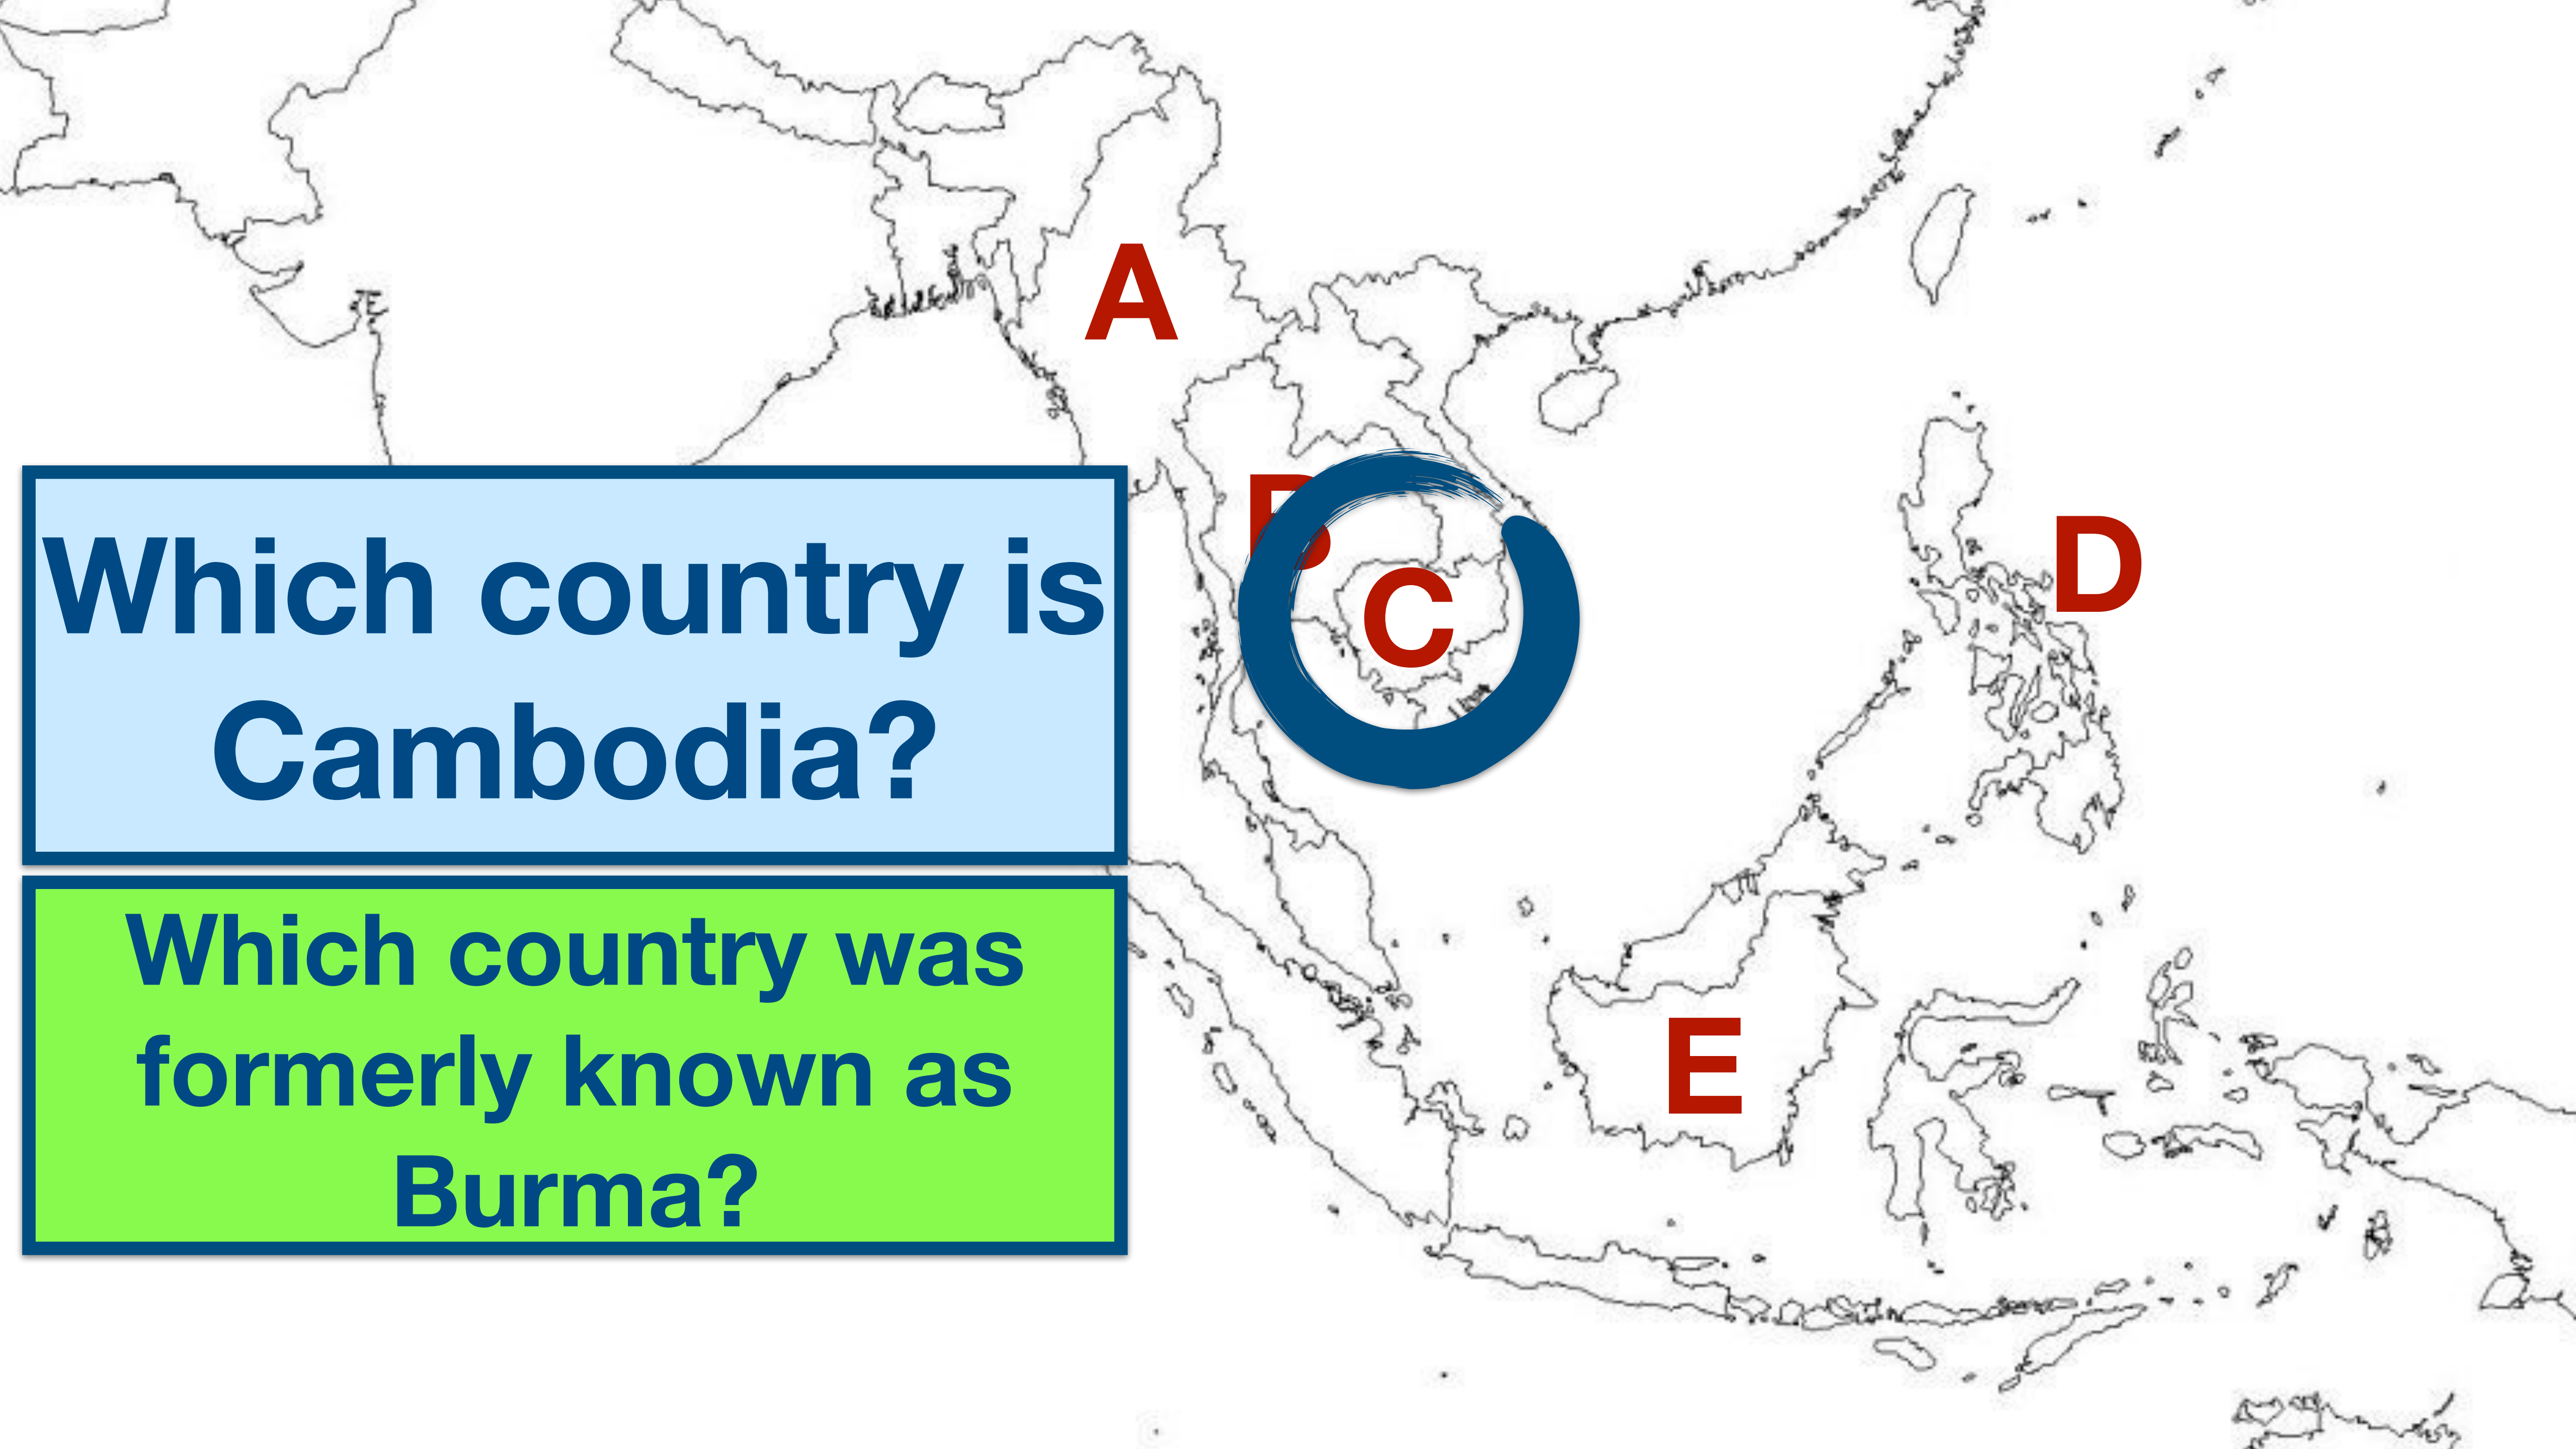 Which country is
Cambodia?
Which country was
formerly known as
Burma?
A
B
C
D
E